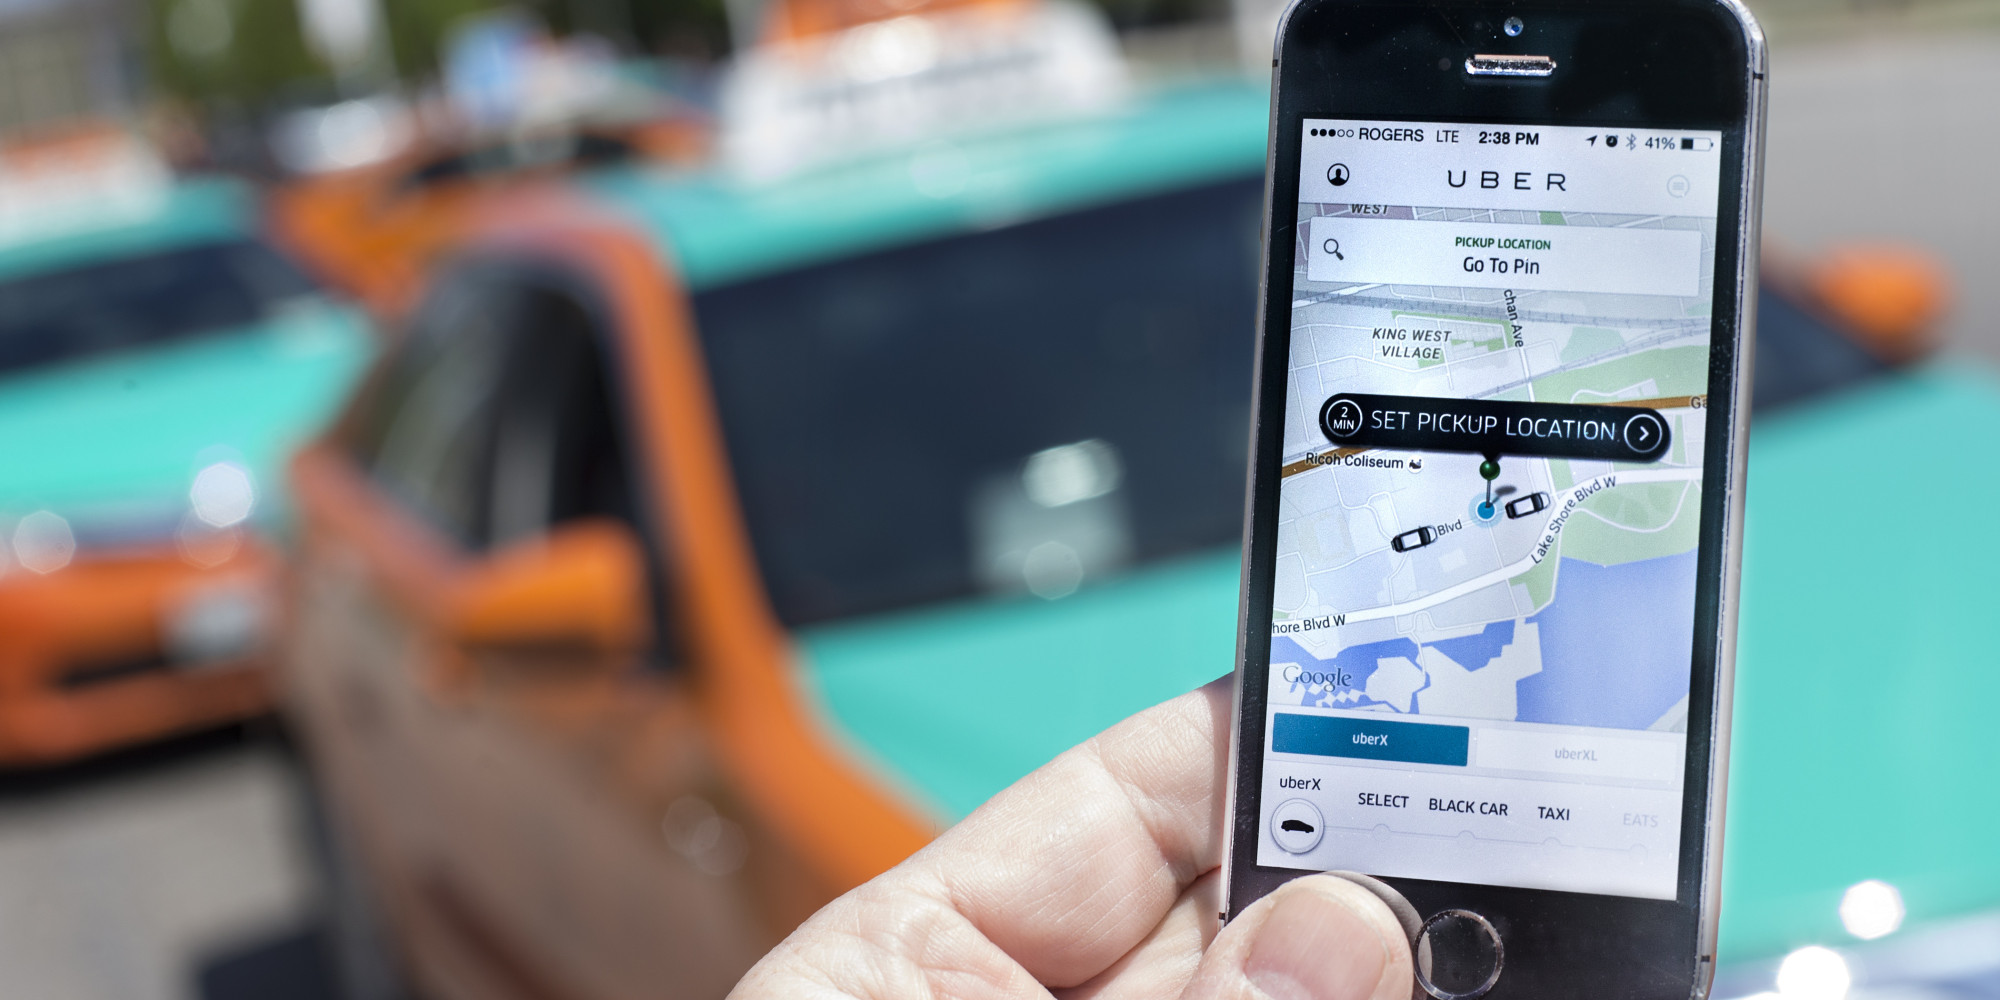 ROGERS LTE 2:38 PM 41%
UBER
WEST
PICKUP LOCATION
Go To Pin
chan Ave
KING WEST
VILLAGE
Ga
2
MIN
SET PICKUP LOCATION
Ricoh Coliseum
Blvd
Lake Shore Blvd W
hore Blvd W
Google
uberX
uberXL
uberX
SELECT
BLACK CAR
TAXI
EATS